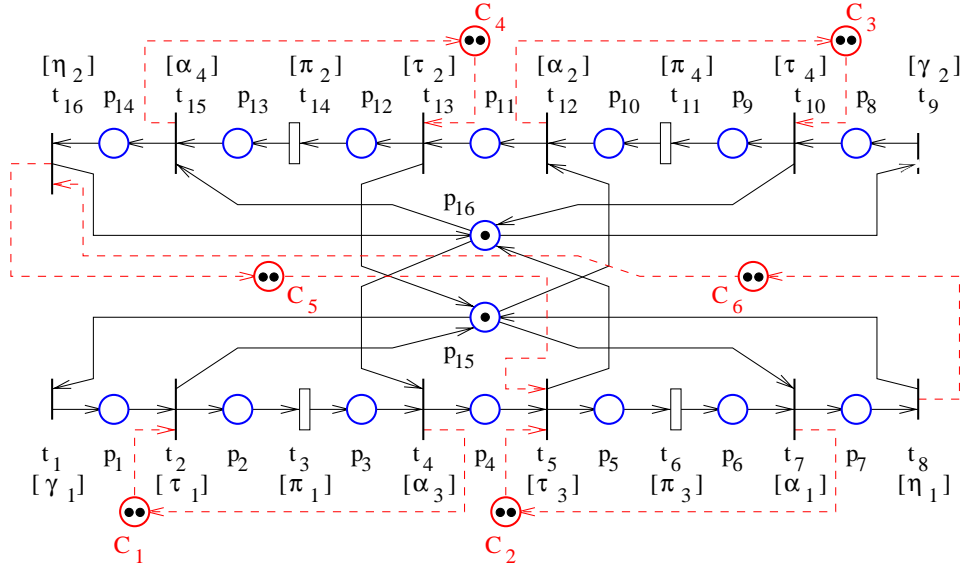 C4 C3
[η2] [α4] [π2] [τ2] [α2] [π4] [τ4] [γ2]
t16 p14 t15 p13 t14 p12 t13 p11 t12 p10 t11 p9 t10 p8 t9
p16
C5 C6
p15
t1 p1 t2 p2 t3 p3 t4 p4 t5 p5 t6 p6 t7 p7 t8
[γ1] [τ1] [π1] [α3] [τ3] [π3] [α1] [η1]
C1 C2